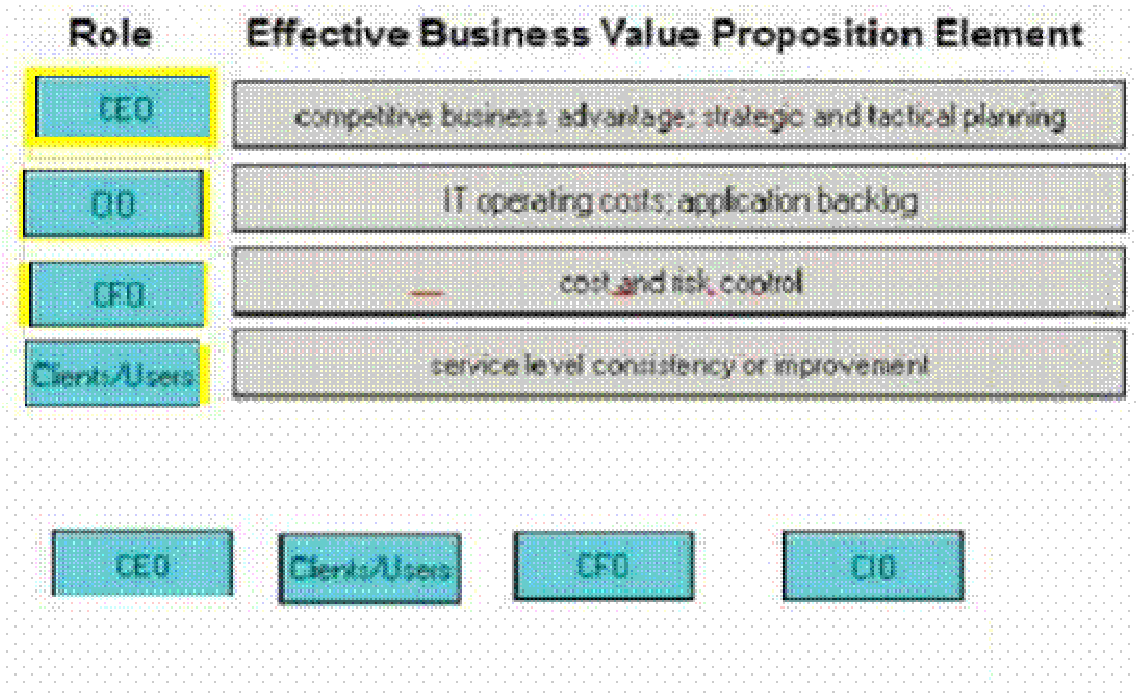 Role Effective Business Value Proposition Element
CEO competitive business advantage; strategic and tactical planning
CIO IT operating costs; application backlog
CFO cost and risk control
Clients/Users service level consistency or improvement
CEO Clients/Users CFO CIO